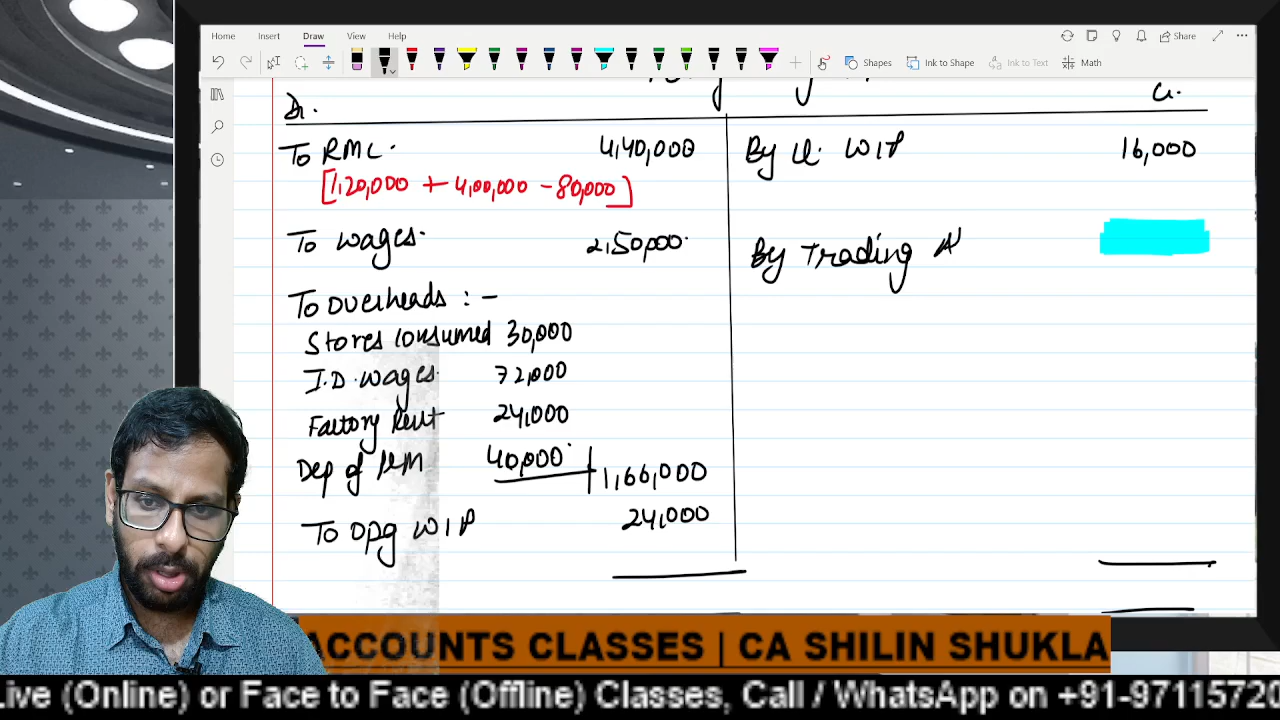 Home Insert Draw View Help Share
Shapes Ink to Shape Ink to Text Math
Dr. Cr.
To RMC. 4,40,000 By Cl. WIP 16,000
[1,20,000 + 4,00,000 - 80,000]
To wages. 2,50,000 By Trading A/
To Overheads : -
Stores Consumed 30,000
I.D. wages. 72,000
Factory Rent 24,000
Dep of P&M 40,000 1,66,000
To Opg WIP 24,000
ACCOUNTS CLASSES | CA SHILIN SHUKLA
Live (Online) or Face to Face (Offline) Classes, Call / WhatsApp on +91-97115720